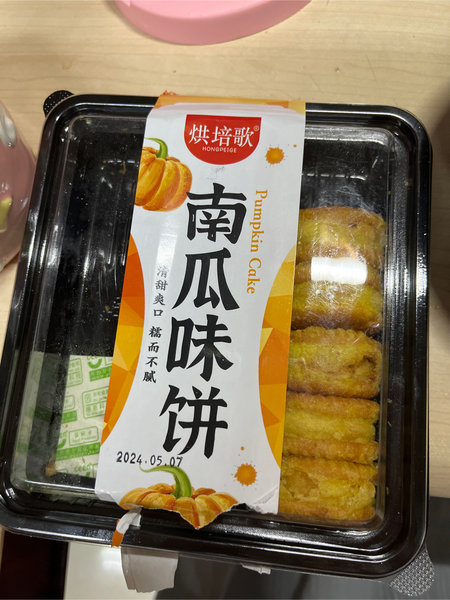 烘培歌®
HONGPEIGE
南瓜味饼
Pumpkin Cake
清甜爽口 糯而不腻
2024.05.07